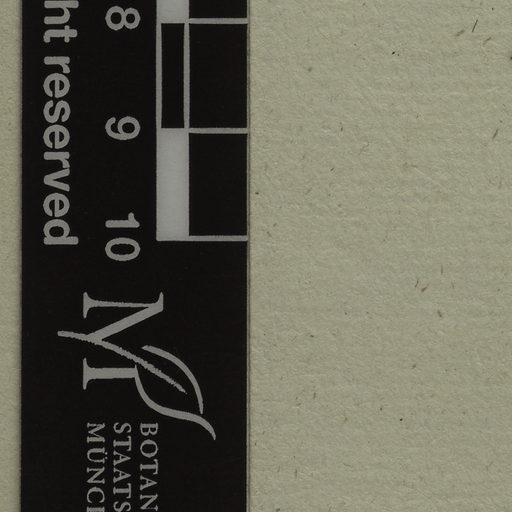 ht reserved
8
9
10
M
BOTAN
STAATS
MÜNCH